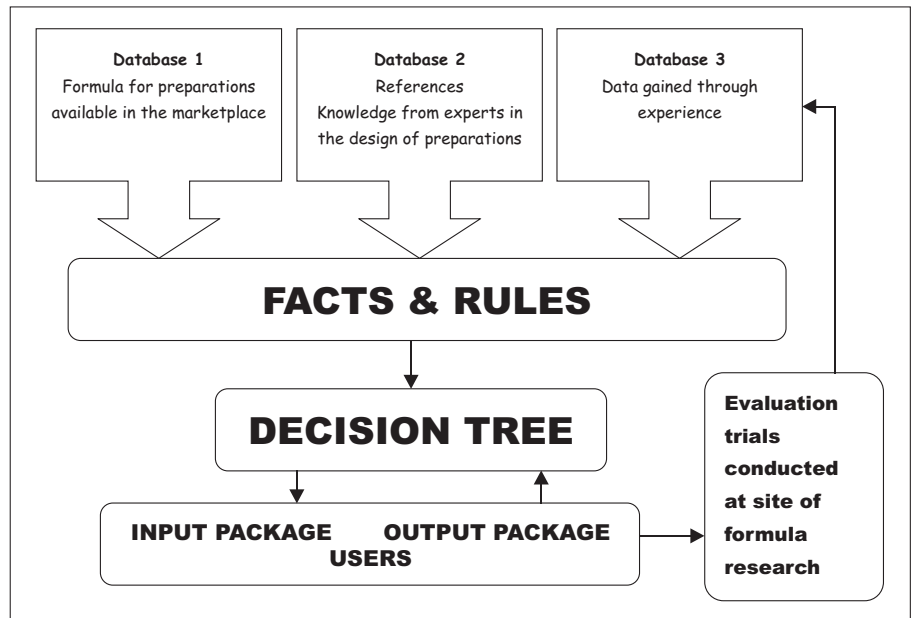 Database 1
Formula for preparations
available in the marketplace
Database 2
References
Knowledge from experts in
the design of preparations
Database 3
Data gained through
experience
FACTS & RULES
DECISION TREE
INPUT PACKAGE OUTPUT PACKAGE
USERS
Evaluation
trials
conducted
at site of
formula
research